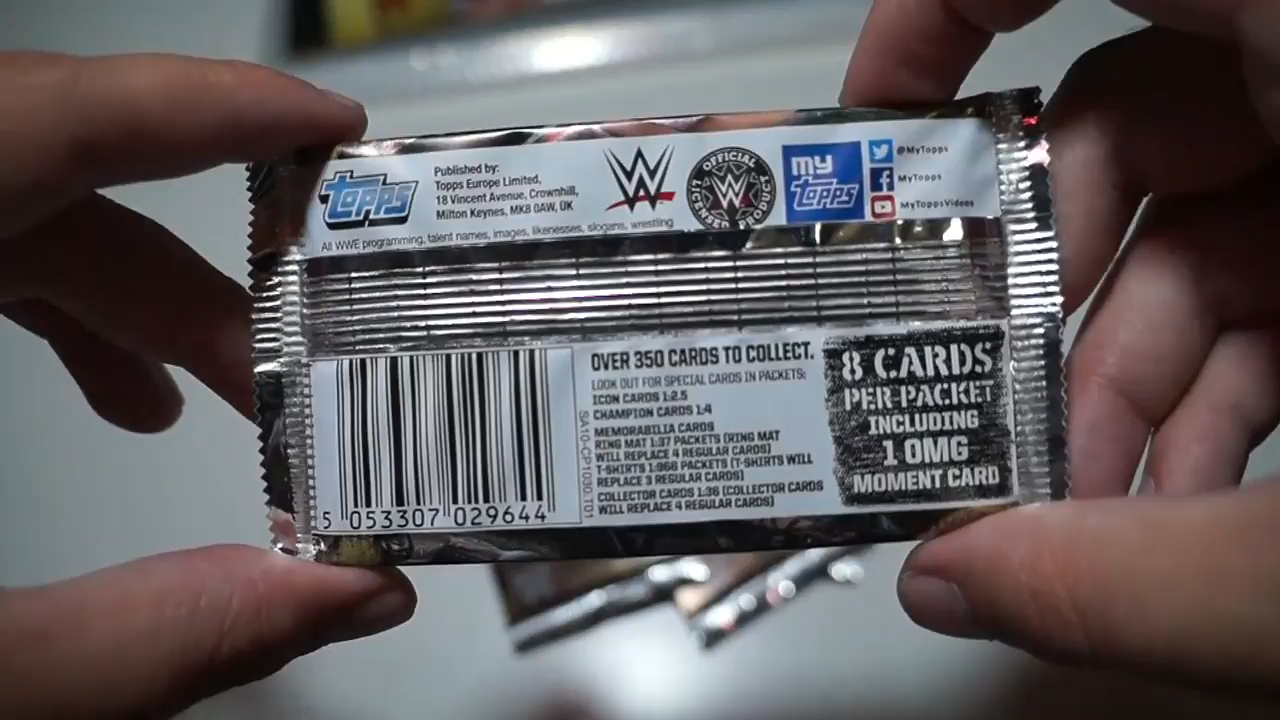 topps
Published by:
Topps Europe Limited,
18 Vincent Avenue, Crownhill,
Milton Keynes, MK8 0AW, UK
All WWE programming, talent names, images, likenesses, slogans, wrestling
W
OFFICIAL
W
LICENSED PRODUCT
my
topps
@MyTopps
MyTopps
MyToppsVideos
5 053307 029644
SA10-CP1030.T01
OVER 350 CARDS TO COLLECT.
LOOK OUT FOR SPECIAL CARDS IN PACKETS:
ICON CARDS 1:2.5
CHAMPION CARDS 1:4
MEMORABILIA CARDS
RING MAT 1:37 PACKETS (RING MAT
WILL REPLACE 4 REGULAR CARDS)
T-SHIRTS 1:966 PACKETS (T-SHIRTS WILL
REPLACE 3 REGULAR CARDS)
COLLECTOR CARDS 1:36 (COLLECTOR CARDS
WILL REPLACE 4 REGULAR CARDS)
8 CARDS
PER PACKET
INCLUDING
1 OMG
MOMENT CARD